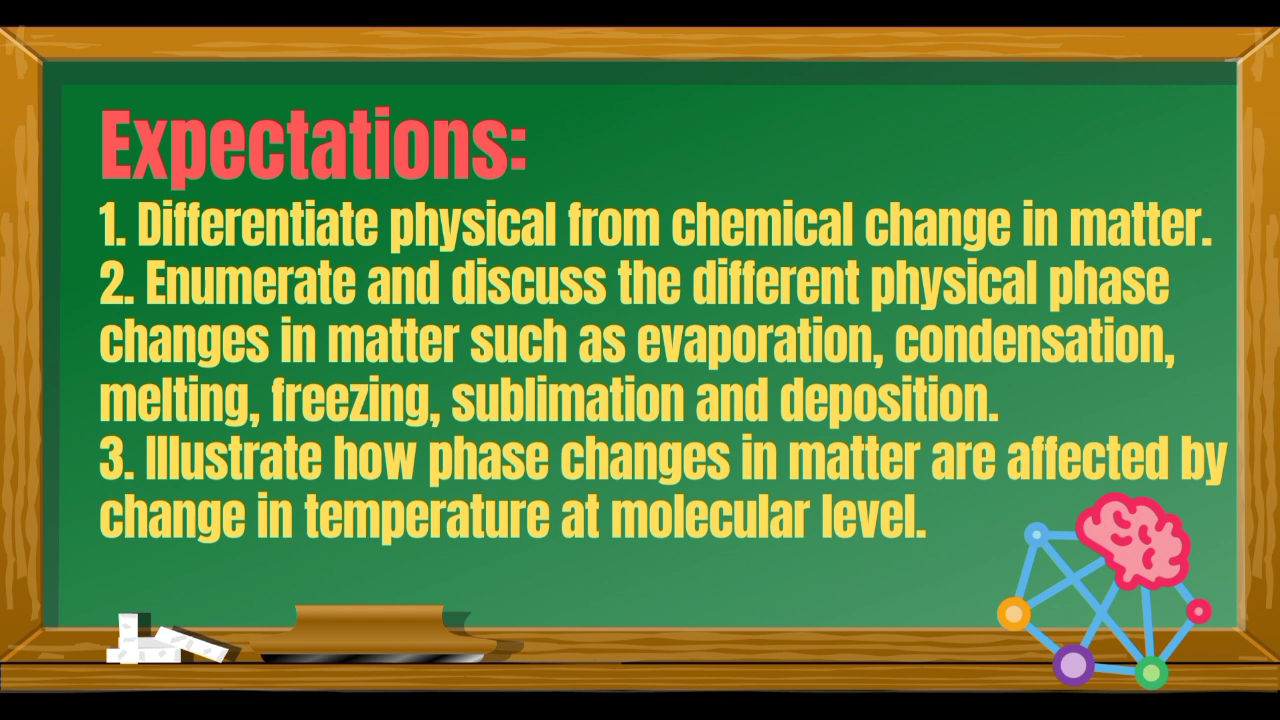 Expectations:
1. Differentiate physical from chemical change in matter.
2. Enumerate and discuss the different physical phase
changes in matter such as evaporation, condensation,
melting, freezing, sublimation and deposition.
3. Illustrate how phase changes in matter are affected by
change in temperature at molecular level.